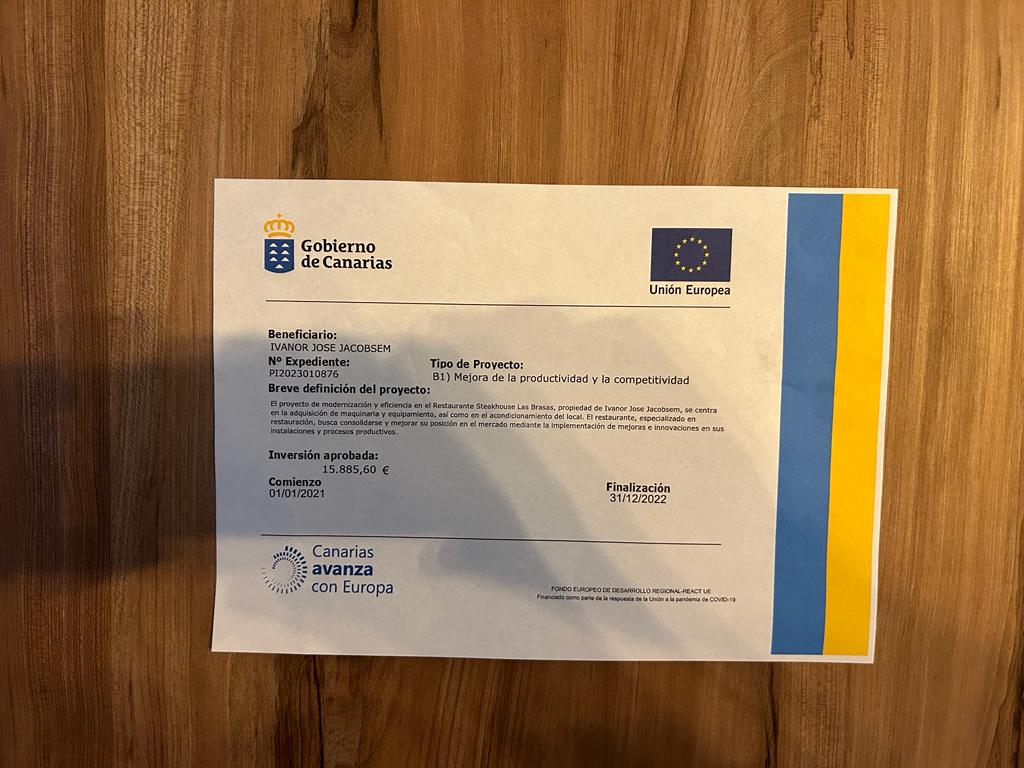 Gobierno
de Canarias
Unión Europea
Beneficiario:
IVANOR JOSE JACOBSEM
Nº Expediente:
PI2023010876
Tipo de Proyecto:
B1) Mejora de la productividad y la competitividad
Breve definición del proyecto:
El proyecto de modernización y eficiencia en el Restaurante Steakhouse Las Brasas, propiedad de Ivanor Jose Jacobsem, se centra
en la adquisición de maquinaria y equipamiento, así como en el acondicionamiento del local. El restaurante, especializado en
restauración, busca consolidarse y mejorar su posición en el mercado mediante la implementación de mejoras e innovaciones en sus
instalaciones y procesos productivos.
Inversión aprobada:
15.885,60 €
Comienzo
01/01/2021
Finalización
31/12/2022
Canarias
avanza
con Europa
FONDO EUROPEO DE DESARROLLO REGIONAL-REACT UE
Financiado como parte de la respuesta de la Unión a la pandemia de COVID-19